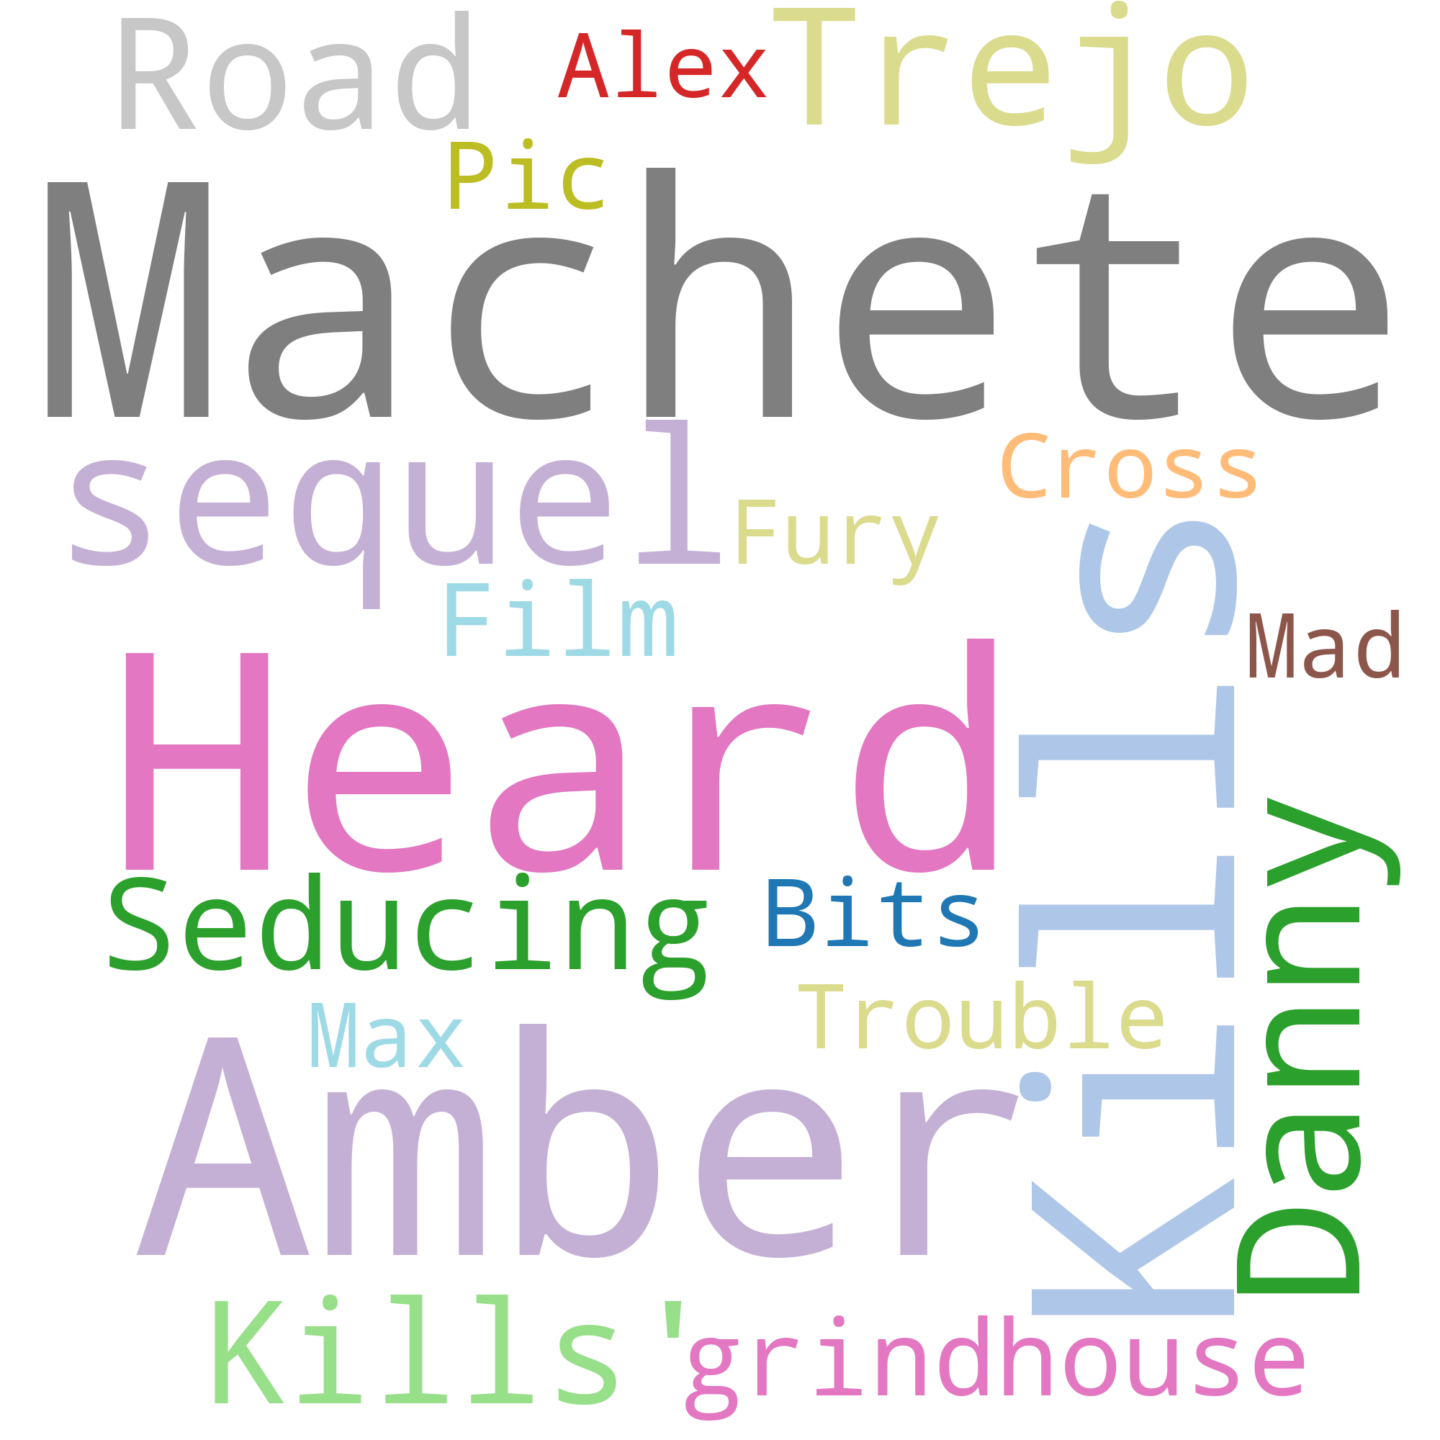 Road Alex Trejo
Pic
Machete
sequel Cross
Fury
Film
Mad
Heard
Kills
Seducing Bits
Danny
Max Trouble
Amber
Kills'
grindhouse